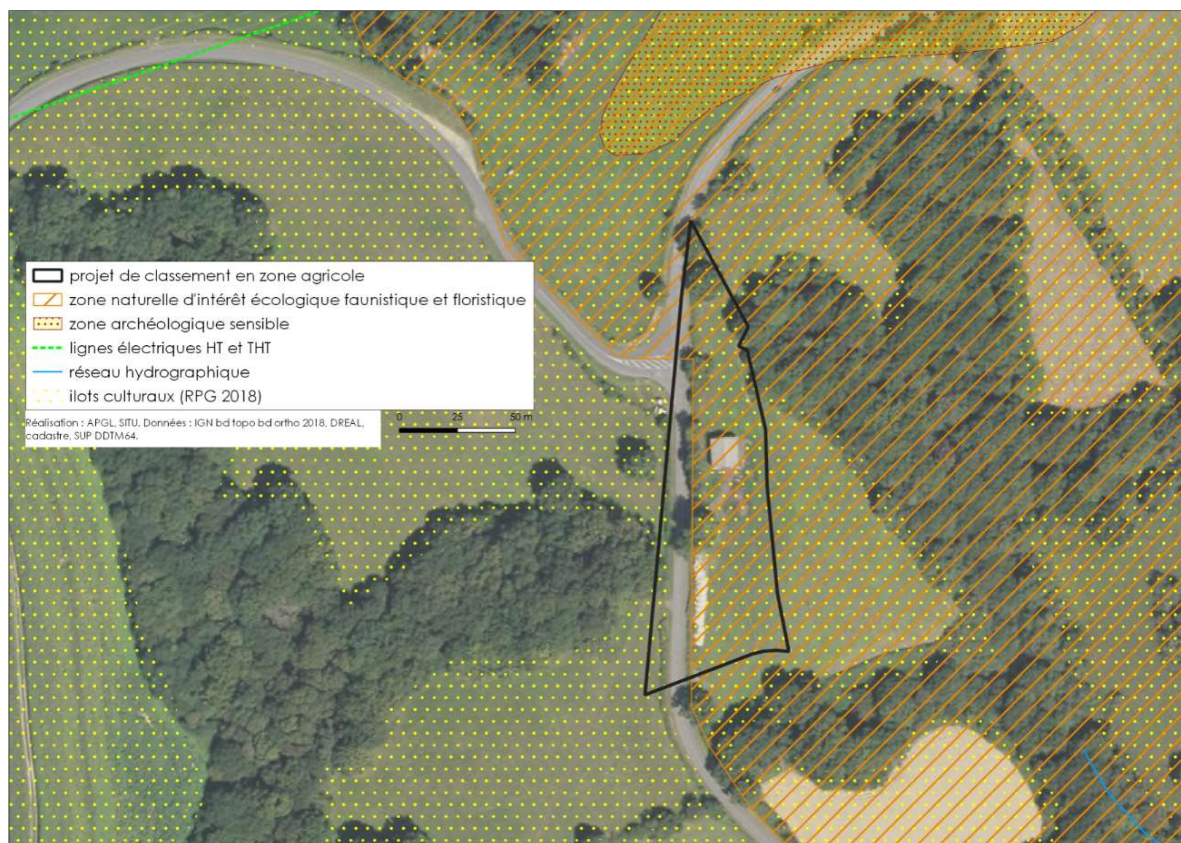 projet de classement en zone agricole
zone naturelle d'intérêt écologique faunistique et floristique
zone archéologique sensible
lignes électriques HT et THT
réseau hydrographique
ilots culturaux (RPG 2018)
Réalisation : APGL, SITU. Données : IGN bd topo bd ortho 2018, DREAL,
cadastre, SUP DDTM64.
0 25 50 m